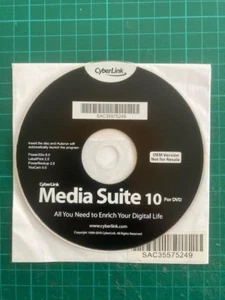 CyberLink
SAC35575249
Insert the disc and Autorun will
automatically launch the program:
OEM Version
Not for Resale
Power2Go 8.0
LabelPrint 2.5
PowerBackup 2.6
YouCam 5.0
CyberLink
Media Suite 10 For DVD
All You Need to Enrich Your Digital Life
www.cyberlink.com
SAC35575249